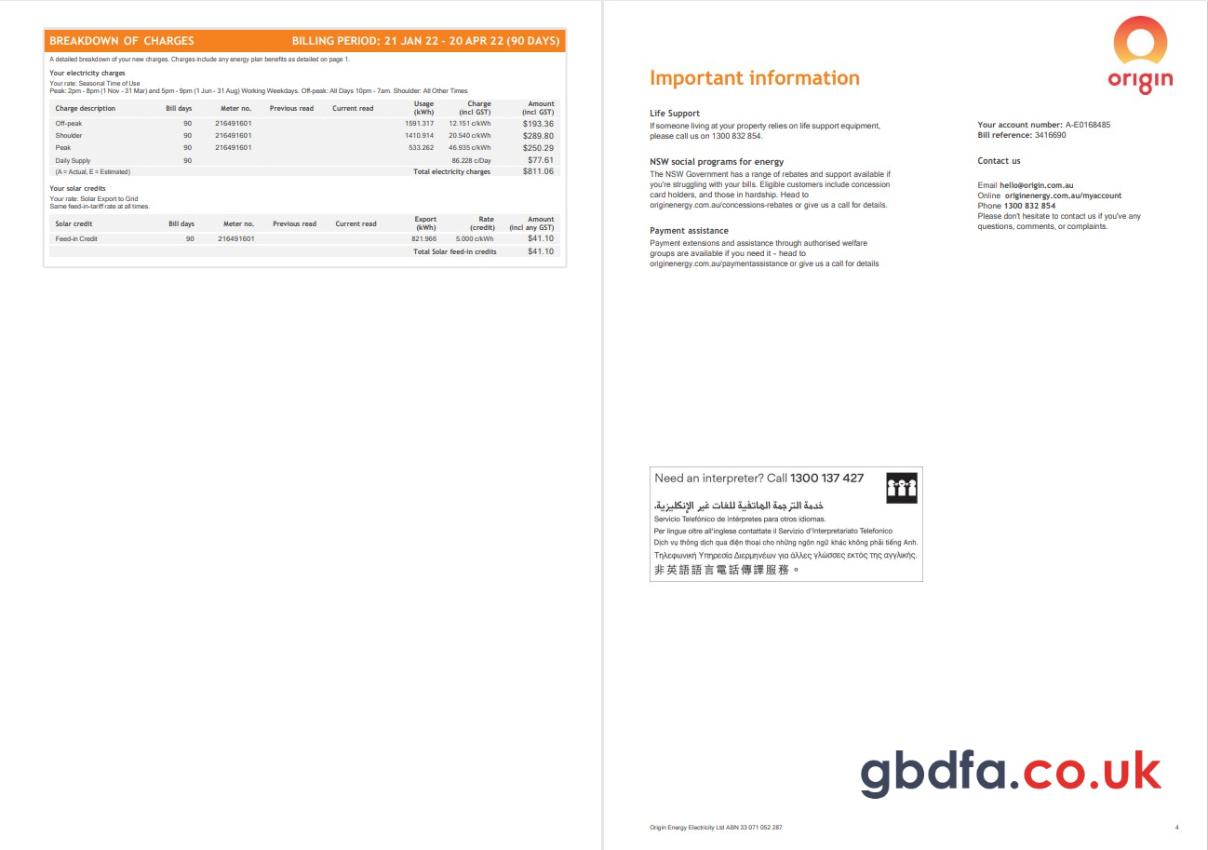 BREAKDOWN OF CHARGES BILLING PERIOD: 21 JAN 22 - 20 APR 22 (90 DAYS)
A detailed breakdown of your new charges. Charges include any energy plan benefits as detailed on page 1.
Your electricity charges
Your rate: Seasonal Time of Use
Peak: 2pm - 8pm (1 Nov - 31 Mar) and 5pm - 9pm (1 Jun - 31 Aug) Working Weekdays. Off-peak: All Days 10pm - 7am. Shoulder: All Other Times
Charge description Bill days Meter no. Previous read Current read Usage (kWh) Charge (incl GST) Amount (incl GST)
Off-peak 90 216491601 1591.317 12.151 c/kWh $193.36
Shoulder 90 216491601 1410.914 20.540 c/kWh $289.80
Peak 90 216491601 533.262 46.935 c/kWh $250.29
Daily Supply 90 86.228 c/Day $77.61
(A = Actual, E = Estimated) Total electricity charges $811.06
Your solar credits
Your rate: Solar Export to Grid
Same feed-in-tariff rate at all times.
Solar credit Bill days Meter no. Previous read Current read Export (kWh) Rate (credit) Amount (incl any GST)
Feed-in Credit 90 216491601 821.966 5.000 c/kWh $41.10
Total Solar feed-in credits $41.10
origin
Important information
Life Support
If someone living at your property relies on life support equipment,
please call us on 1300 832 854.
NSW social programs for energy
The NSW Government has a range of rebates and support available if
you're struggling with your bills. Eligible customers include concession
card holders, and those in hardship. Head to
originenergy.com.au/concessions-rebates or give us a call for details.
Payment assistance
Payment extensions and assistance through authorised welfare
groups are available if you need it - head to
originenergy.com.au/paymentassistance or give us a call for details
Your account number: A-E0168485
Bill reference: 3416690
Contact us
Email hello@origin.com.au
Online originenergy.com.au/myaccount
Phone 1300 832 854
Please don't hesitate to contact us if you've any
questions, comments, or complaints.
Need an interpreter? Call 1300 137 427
خدمة الترجمة الهاتفية للغات غير الإنكليزية.
Servicio Telefónico de Intérpretes para otros idiomas.
Per lingue oltre all'inglese contattate il Servizio d'Interpretariato Telefonico
Dịch vụ thông dịch qua điện thoại cho những ngôn ngữ khác không phải tiếng Anh.
Τηλεφωνική Υπηρεσία Διερμηνέων για άλλες γλώσσες εκτός της αγγλικής.
非英語語言電話傳譯服務。
gbdfa.co.uk
Origin Energy Electricity Ltd ABN 33 071 052 287 4